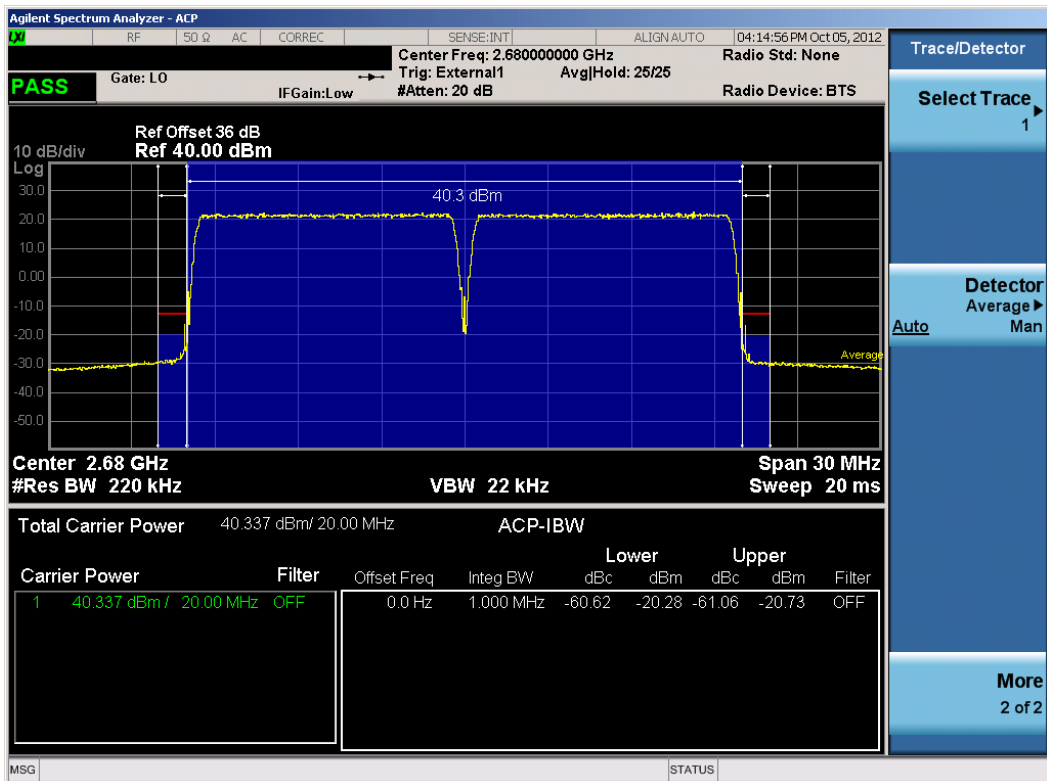 Agilent Spectrum Analyzer - ACP
LXI RF 50 Ω AC CORREC SENSE:INT ALIGN AUTO 04:14:56 PM Oct 05, 2012
Center Freq: 2.680000000 GHz Radio Std: None
PASS Gate: LO Trig: External1 Avg|Hold: 25/25
IFGain:Low #Atten: 20 dB Radio Device: BTS
Trace/Detector
Select Trace
1
Detector
Average
Auto Man
More
2 of 2
Ref Offset 36 dB
10 dB/div Ref 40.00 dBm
Log
30.0
40.3 dBm
20.0
10.0
0.00
-10.0
-20.0
-30.0
Average
-40.0
-50.0
Center 2.68 GHz Span 30 MHz
#Res BW 220 kHz VBW 22 kHz Sweep 20 ms
Total Carrier Power 40.337 dBm/ 20.00 MHz ACP-IBW
Lower Upper
Carrier Power Filter Offset Freq Integ BW dBc dBm dBc dBm Filter
1 40.337 dBm / 20.00 MHz OFF 0.0 Hz 1.000 MHz -60.62 -20.28 -61.06 -20.73 OFF
MSG STATUS